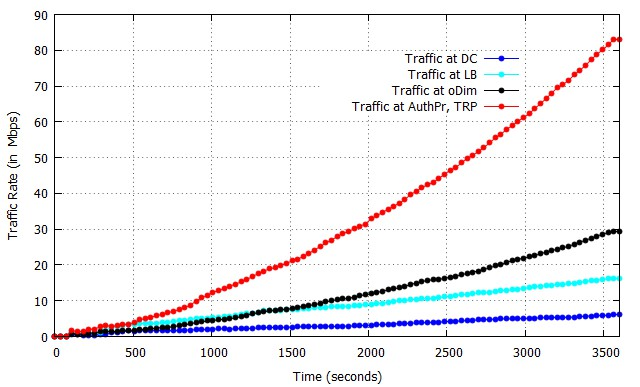 90
80
70
60
50
40
30
20
10
0
Traffic Rate (in Mbps)
Traffic at DC
Traffic at LB
Traffic at oDim
Traffic at AuthPr, TRP
0 500 1000 1500 2000 2500 3000 3500
Time (seconds)